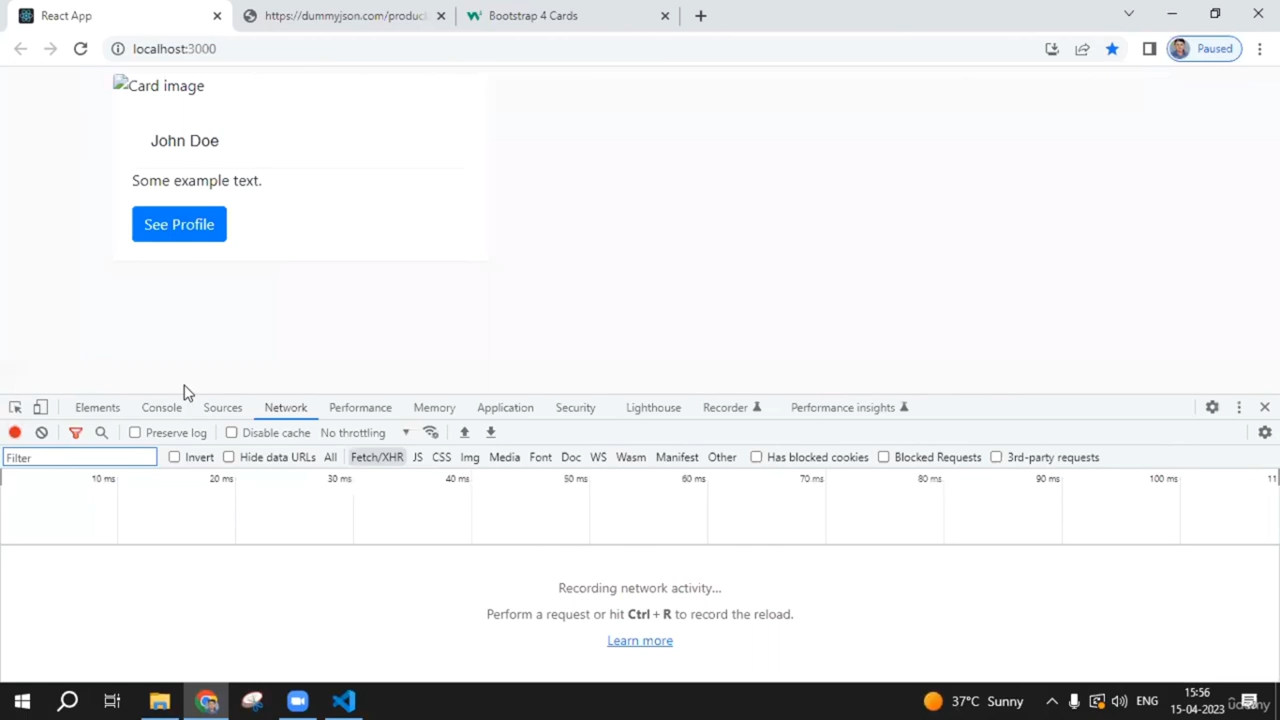 React App
https://dummyjson.com/produc
Bootstrap 4 Cards
localhost:3000
Paused
Card image
John Doe
Some example text.
See Profile
Elements Console Sources Network Performance Memory Application Security Lighthouse Recorder Performance insights
Preserve log Disable cache No throttling
Filter Invert Hide data URLs All Fetch/XHR JS CSS Img Media Font Doc WS Wasm Manifest Other Has blocked cookies Blocked Requests 3rd-party requests
10 ms 20 ms 30 ms 40 ms 50 ms 60 ms 70 ms 80 ms 90 ms 100 ms 11
Recording network activity...
Perform a request or hit Ctrl + R to record the reload.
Learn more
37°C Sunny
ENG
15:56
15-04-2023
udemy